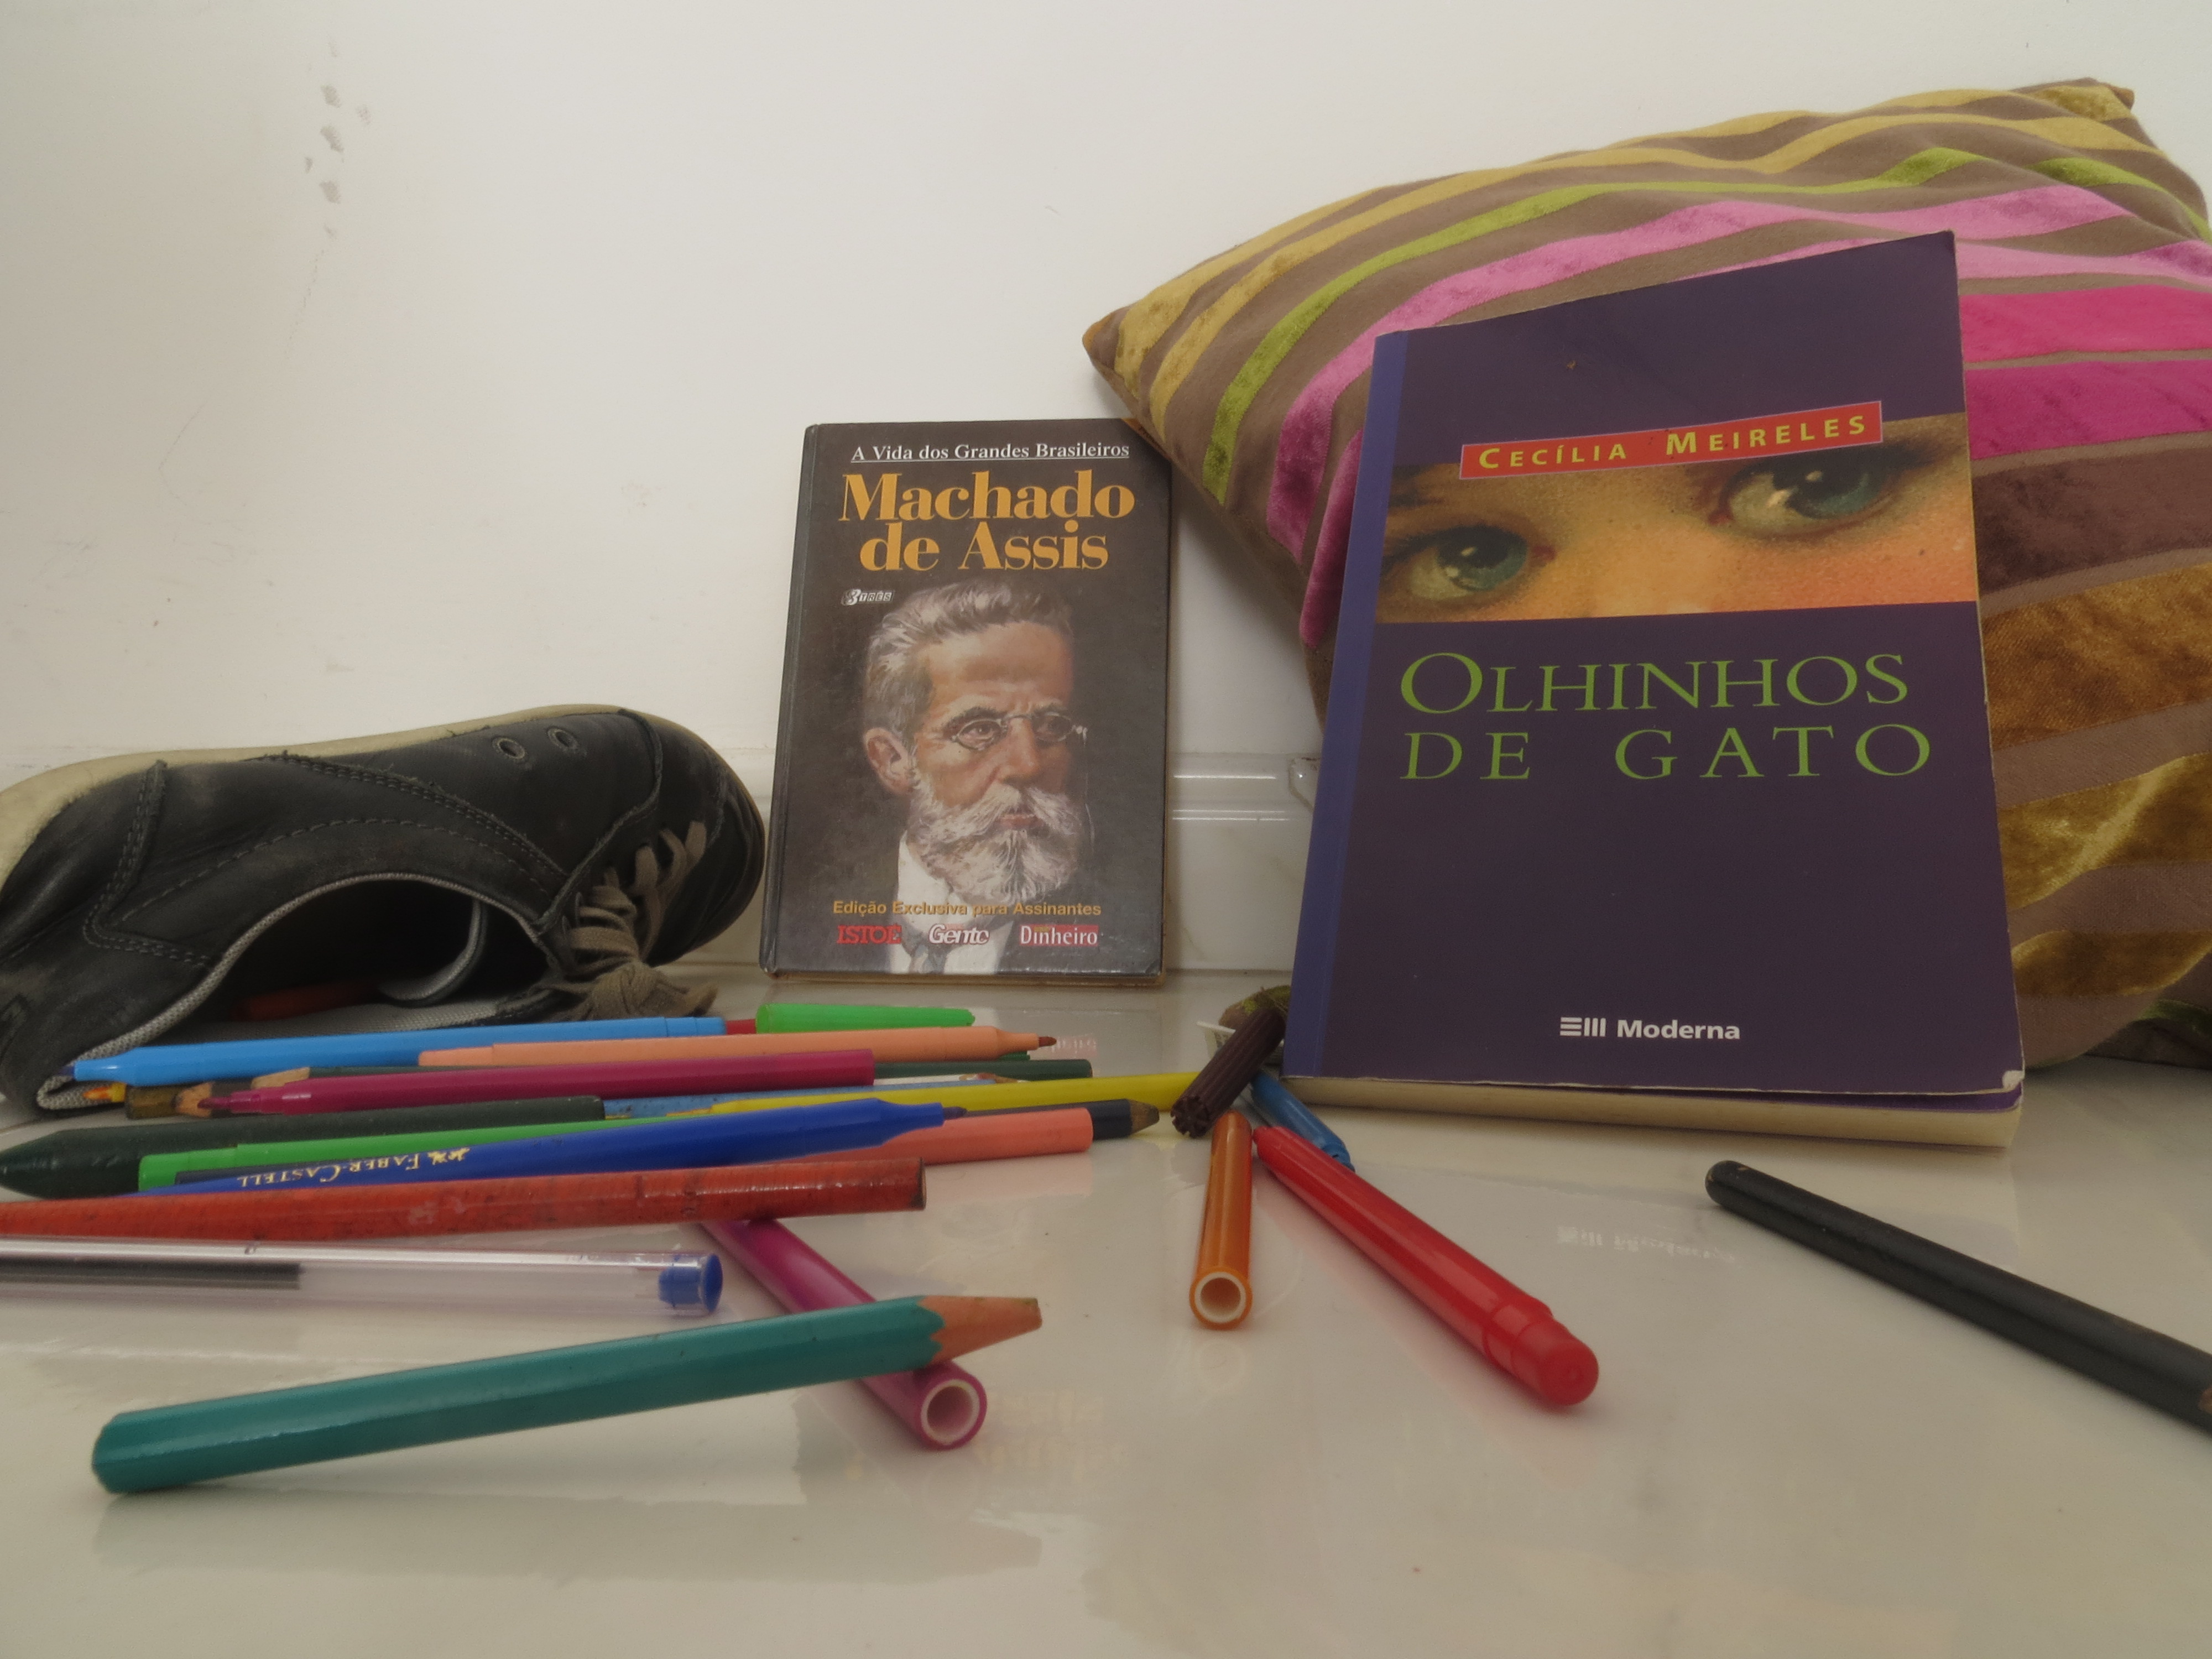 A Vida dos Grandes Brasileiros
Machado
de Assis
TRÊS
Edição Exclusiva para Assinantes
ISTOÉ Gente Dinheiro
CECÍLIA MEIRELES
OLHINHOS
DE GATO
Moderna
FABER-CASTELL